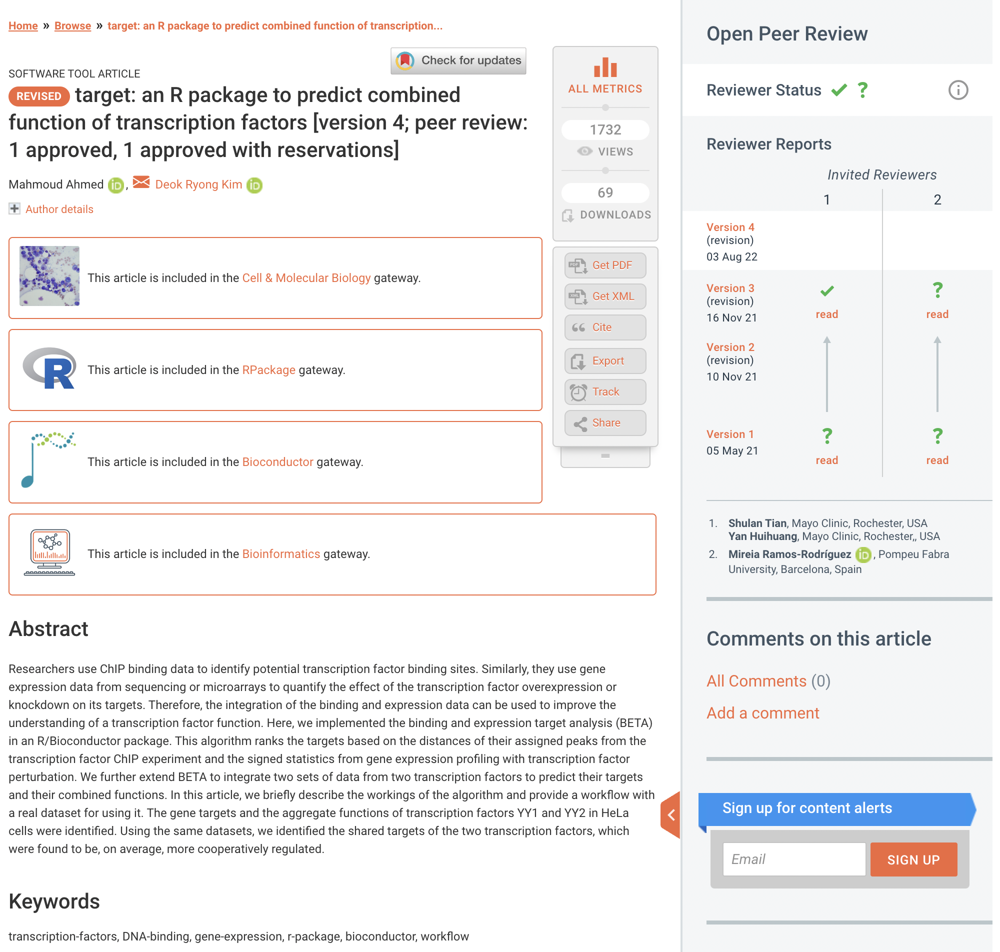 Home » Browse » target: an R package to predict combined function of transcription...
Check for updates
SOFTWARE TOOL ARTICLE
REVISED target: an R package to predict combined
function of transcription factors [version 4; peer review:
1 approved, 1 approved with reservations]
Mahmoud Ahmed iD, Deok Ryong Kim iD
Author details
This article is included in the Cell & Molecular Biology gateway.
R
This article is included in the RPackage gateway.
This article is included in the Bioconductor gateway.
This article is included in the Bioinformatics gateway.
ALL METRICS
1732
VIEWS
69
DOWNLOADS
PDF Get PDF
XML Get XML
Cite
Export
Track
Share
Abstract
Researchers use ChIP binding data to identify potential transcription factor binding sites. Similarly, they use gene
expression data from sequencing or microarrays to quantify the effect of the transcription factor overexpression or
knockdown on its targets. Therefore, the integration of the binding and expression data can be used to improve the
understanding of a transcription factor function. Here, we implemented the binding and expression target analysis (BETA)
in an R/Bioconductor package. This algorithm ranks the targets based on the distances of their assigned peaks from the
transcription factor ChIP experiment and the signed statistics from gene expression profiling with transcription factor
perturbation. We further extend BETA to integrate two sets of data from two transcription factors to predict their targets
and their combined functions. In this article, we briefly describe the workings of the algorithm and provide a workflow with
a real dataset for using it. The gene targets and the aggregate functions of transcription factors YY1 and YY2 in HeLa
cells were identified. Using the same datasets, we identified the shared targets of the two transcription factors, which
were found to be, on average, more cooperatively regulated.
Keywords
transcription-factors, DNA-binding, gene-expression, r-package, bioconductor, workflow
Open Peer Review
Reviewer Status ✓ ?
Reviewer Reports
Invited Reviewers
1 2
Version 4
(revision)
03 Aug 22
Version 3 ✓ ?
(revision)
16 Nov 21 read read
Version 2
(revision)
10 Nov 21
Version 1 ? ?
05 May 21 read read
1. Shulan Tian, Mayo Clinic, Rochester, USA
Yan Huihuang, Mayo Clinic, Rochester,, USA
2. Mireia Ramos-Rodríguez iD, Pompeu Fabra
University, Barcelona, Spain
Comments on this article
All Comments (0)
Add a comment
Sign up for content alerts
Email SIGN UP